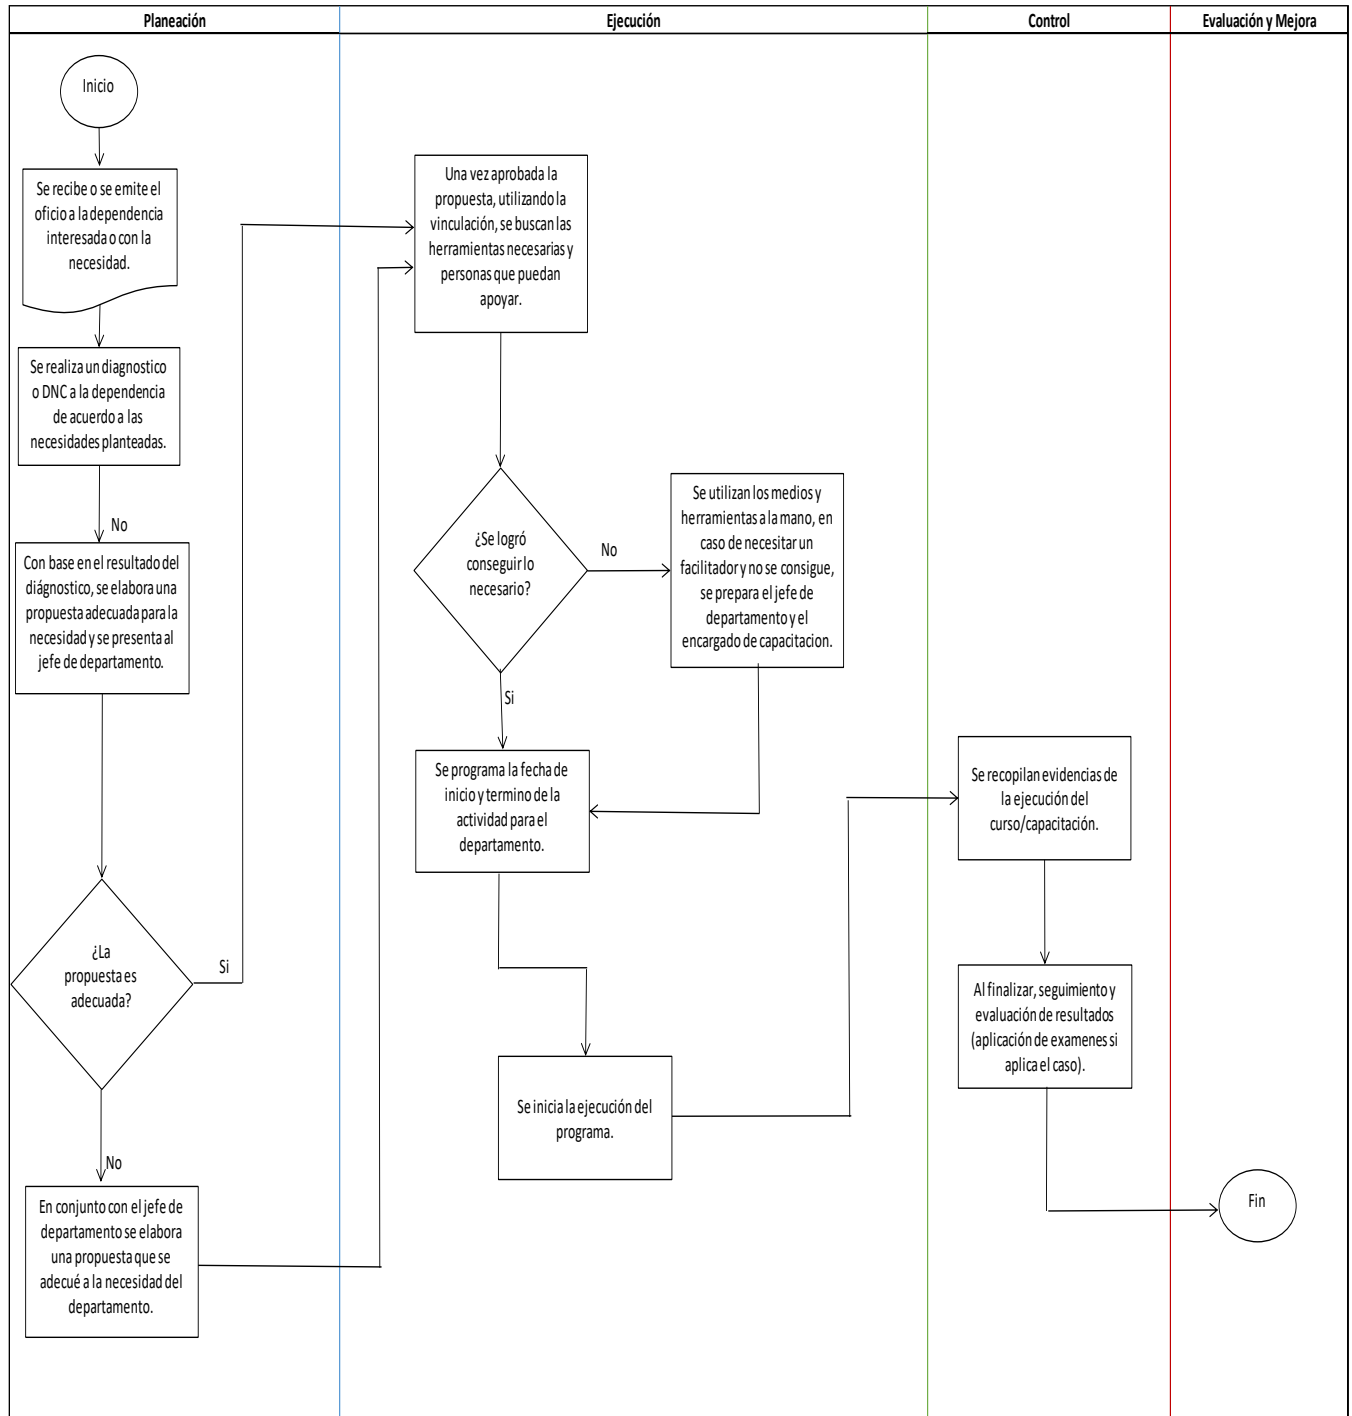 Planeación
Ejecución
Control
Evaluación y Mejora
Inicio
Se recibe o se emite el
oficio a la dependencia
interesada o con la
necesidad.
Se realiza un diagnostico
o DNC a la dependencia
de acuerdo a las
necesidades planteadas.
No
Con base en el resultado del
diágnostico, se elabora una
propuesta adecuada para la
necesidad y se presenta al
jefe de departamento.
¿La
propuesta es
adecuada?
Si
No
En conjunto con el jefe de
departamento se elabora
una propuesta que se
adecué a la necesidad del
departamento.
Una vez aprobada la
propuesta, utilizando la
vinculación, se buscan las
herramientas necesarias y
personas que puedan
apoyar.
¿Se logró
conseguir lo
necesario?
No
Se utilizan los medios y
herramientas a la mano, en
caso de necesitar un
facilitador y no se consigue,
se prepara el jefe de
departamento y el
encargado de capacitacion.
Si
Se programa la fecha de
inicio y termino de la
actividad para el
departamento.
Se inicia la ejecución del
programa.
Se recopilan evidencias de
la ejecución del
curso/capacitación.
Al finalizar, seguimiento y
evaluación de resultados
(aplicación de examenes si
aplica el caso).
Fin